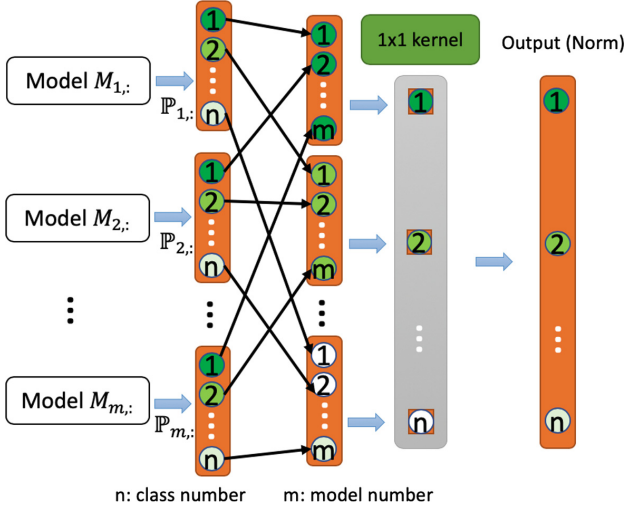 1x1 kernel
Output (Norm)
Model M1,:
ℙ1,:
1
2
n
1
2
m
1
1
Model M2,:
ℙ2,:
1
2
n
1
2
m
2
2
Model Mm,:
ℙm,:
1
2
n
1
2
m
n
n
n: class number
m: model number